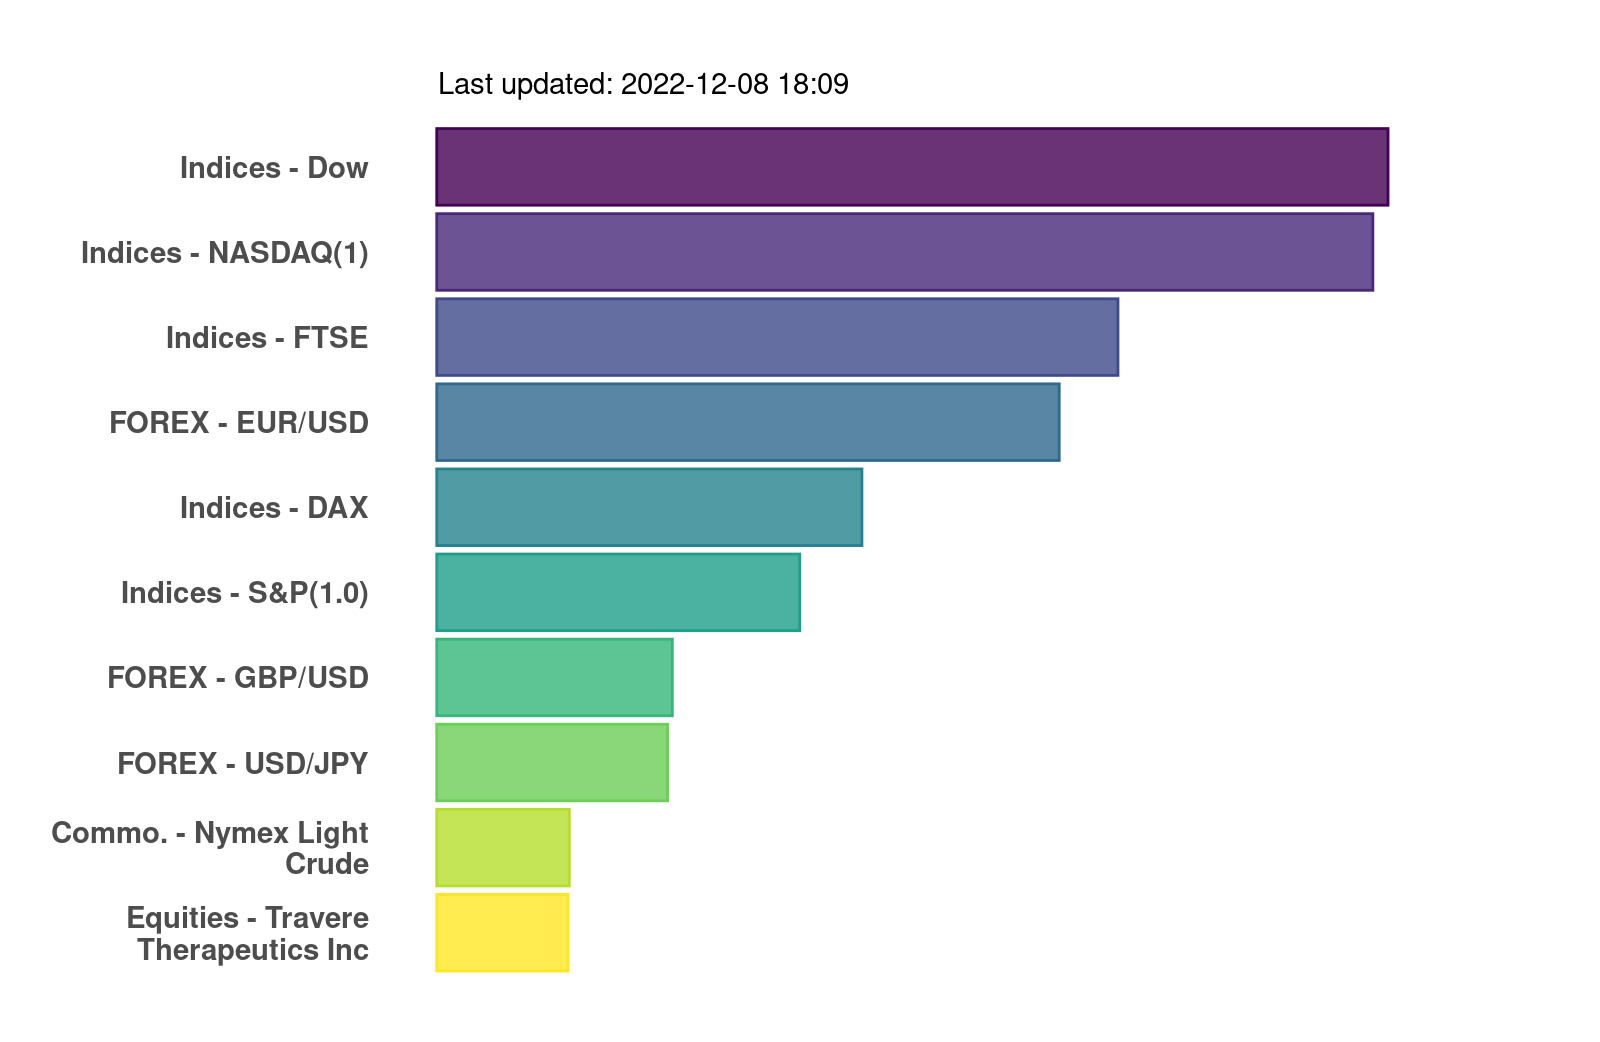 Last updated: 2022-12-08 18:09
Indices - Dow
Indices - NASDAQ(1)
Indices - FTSE
FOREX - EUR/USD
Indices - DAX
Indices - S&P(1.0)
FOREX - GBP/USD
FOREX - USD/JPY
Commo. - Nymex Light
Crude
Equities - Travere
Therapeutics Inc